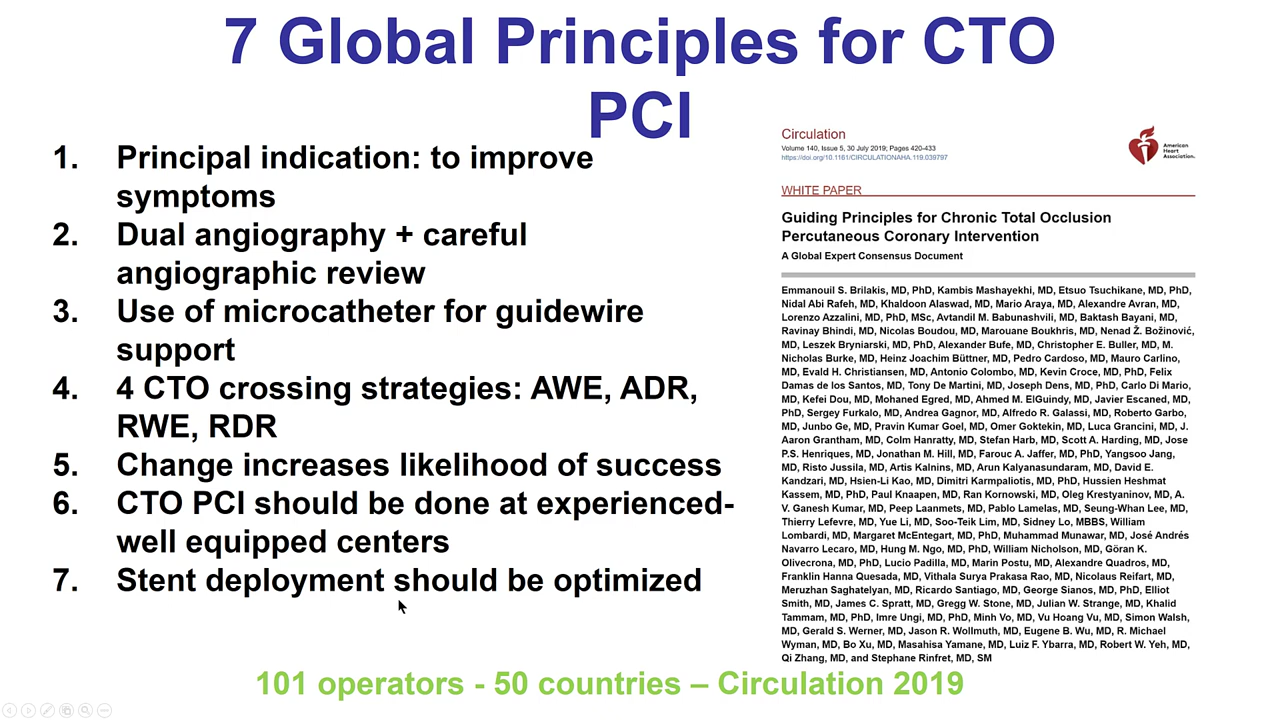 7 Global Principles for CTO
PCI
1. Principal indication: to improve
symptoms
2. Dual angiography + careful
angiographic review
3. Use of microcatheter for guidewire
support
4. 4 CTO crossing strategies: AWE, ADR,
RWE, RDR
5. Change increases likelihood of success
6. CTO PCI should be done at experienced-
well equipped centers
7. Stent deployment should be optimized
Circulation
Volume 140, Issue 5, 30 July 2019; Pages 420-433
https://doi.org/10.1161/CIRCULATIONAHA.119.039797
American
Heart
Association.
WHITE PAPER
Guiding Principles for Chronic Total Occlusion
Percutaneous Coronary Intervention
A Global Expert Consensus Document
Emmanouil S. Brilakis, MD, PhD, Kambis Mashayekhi, MD, Etsuo Tsuchikane, MD, PhD,
Nidal Abi Rafeh, MD, Khaldoon Alaswad, MD, Mario Araya, MD, Alexandre Avran, MD,
Lorenzo Azzalini, MD, PhD, MSc, Avtandil M. Babunashvili, MD, Baktash Bayani, MD,
Ravinay Bhindi, MD, Nicolas Boudou, MD, Marouane Boukhris, MD, Nenad Ž. Božinović,
MD, Leszek Bryniarski, MD, PhD, Alexander Bufe, MD, Christopher E. Buller, MD, M.
Nicholas Burke, MD, Heinz Joachim Büttner, MD, Pedro Cardoso, MD, Mauro Carlino,
MD, Evald H. Christiansen, MD, Antonio Colombo, MD, Kevin Croce, MD, PhD, Felix
Damas de los Santos, MD, Tony De Martini, MD, Joseph Dens, MD, PhD, Carlo Di Mario,
MD, Kefei Dou, MD, Mohaned Egred, MD, Ahmed M. ElGuindy, MD, Javier Escaned, MD,
PhD, Sergey Furkalo, MD, Andrea Gagnor, MD, Alfredo R. Galassi, MD, Roberto Garbo,
MD, Junbo Ge, MD, Pravin Kumar Goel, MD, Omer Goktekin, MD, Luca Grancini, MD, J.
Aaron Grantham, MD, Colm Hanratty, MD, Stefan Harb, MD, Scott A. Harding, MD, Jose
P.S. Henriques, MD, Jonathan M. Hill, MD, Farouc A. Jaffer, MD, PhD, Yangsoo Jang,
MD, Risto Jussila, MD, Artis Kalnins, MD, Arun Kalyanasundaram, MD, David E.
Kandzari, MD, Hsien-Li Kao, MD, Dimitri Karmpaliotis, MD, PhD, Hussien Heshmat
Kassem, MD, PhD, Paul Knaapen, MD, Ran Kornowski, MD, Oleg Krestyaninov, MD, A.
V. Ganesh Kumar, MD, Peep Laanmets, MD, Pablo Lamelas, MD, Seung-Whan Lee, MD,
Thierry Lefevre, MD, Yue Li, MD, Soo-Teik Lim, MD, Sidney Lo, MBBS, William
Lombardi, MD, Margaret McEntegart, MD, PhD, Muhammad Munawar, MD, José Andrés
Navarro Lecaro, MD, Hung M. Ngo, MD, PhD, William Nicholson, MD, Göran K.
Olivecrona, MD, PhD, Lucio Padilla, MD, Marin Postu, MD, Alexandre Quadros, MD,
Franklin Hanna Quesada, MD, Vithala Surya Prakasa Rao, MD, Nicolaus Reifart, MD,
Meruzhan Saghatelyan, MD, Ricardo Santiago, MD, George Sianos, MD, PhD, Elliot
Smith, MD, James C. Spratt, MD, Gregg W. Stone, MD, Julian W. Strange, MD, Khalid
Tammam, MD, PhD, Imre Ungi, MD, PhD, Minh Vo, MD, Vu Hoang Vu, MD, Simon Walsh,
MD, Gerald S. Werner, MD, Jason R. Wollmuth, MD, Eugene B. Wu, MD, R. Michael
Wyman, MD, Bo Xu, MD, Masahisa Yamane, MD, Luiz F. Ybarra, MD, Robert W. Yeh, MD,
Qi Zhang, MD, and Stephane Rinfret, MD, SM
101 operators - 50 countries – Circulation 2019